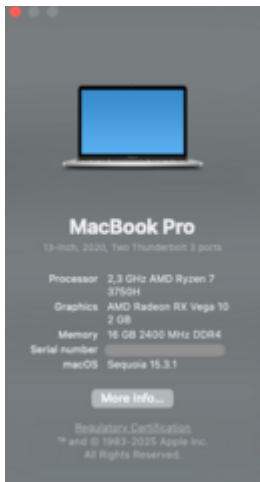 MacBook Pro
13-inch, 2020, Two Thunderbolt 3 ports
Processor 2,3 GHz AMD Ryzen 7
3750H
Graphics AMD Radeon RX Vega 10
2 GB
Memory 16 GB 2400 MHz DDR4
Serial number
macOS Sequoia 15.3.1
More Info...
Regulatory Certification
™ and © 1983-2025 Apple Inc.
All Rights Reserved.